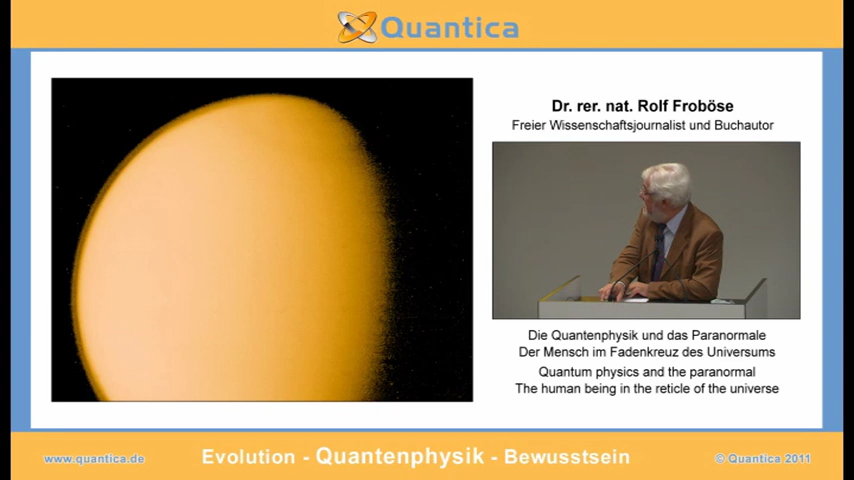 Quantica
Dr. rer. nat. Rolf Froböse
Freier Wissenschaftsjournalist und Buchautor
Die Quantenphysik und das Paranormale
Der Mensch im Fadenkreuz des Universums
Quantum physics and the paranormal
The human being in the reticle of the universe
www.quantica.de
Evolution - Quantenphysik - Bewusstsein
© Quantica 2011